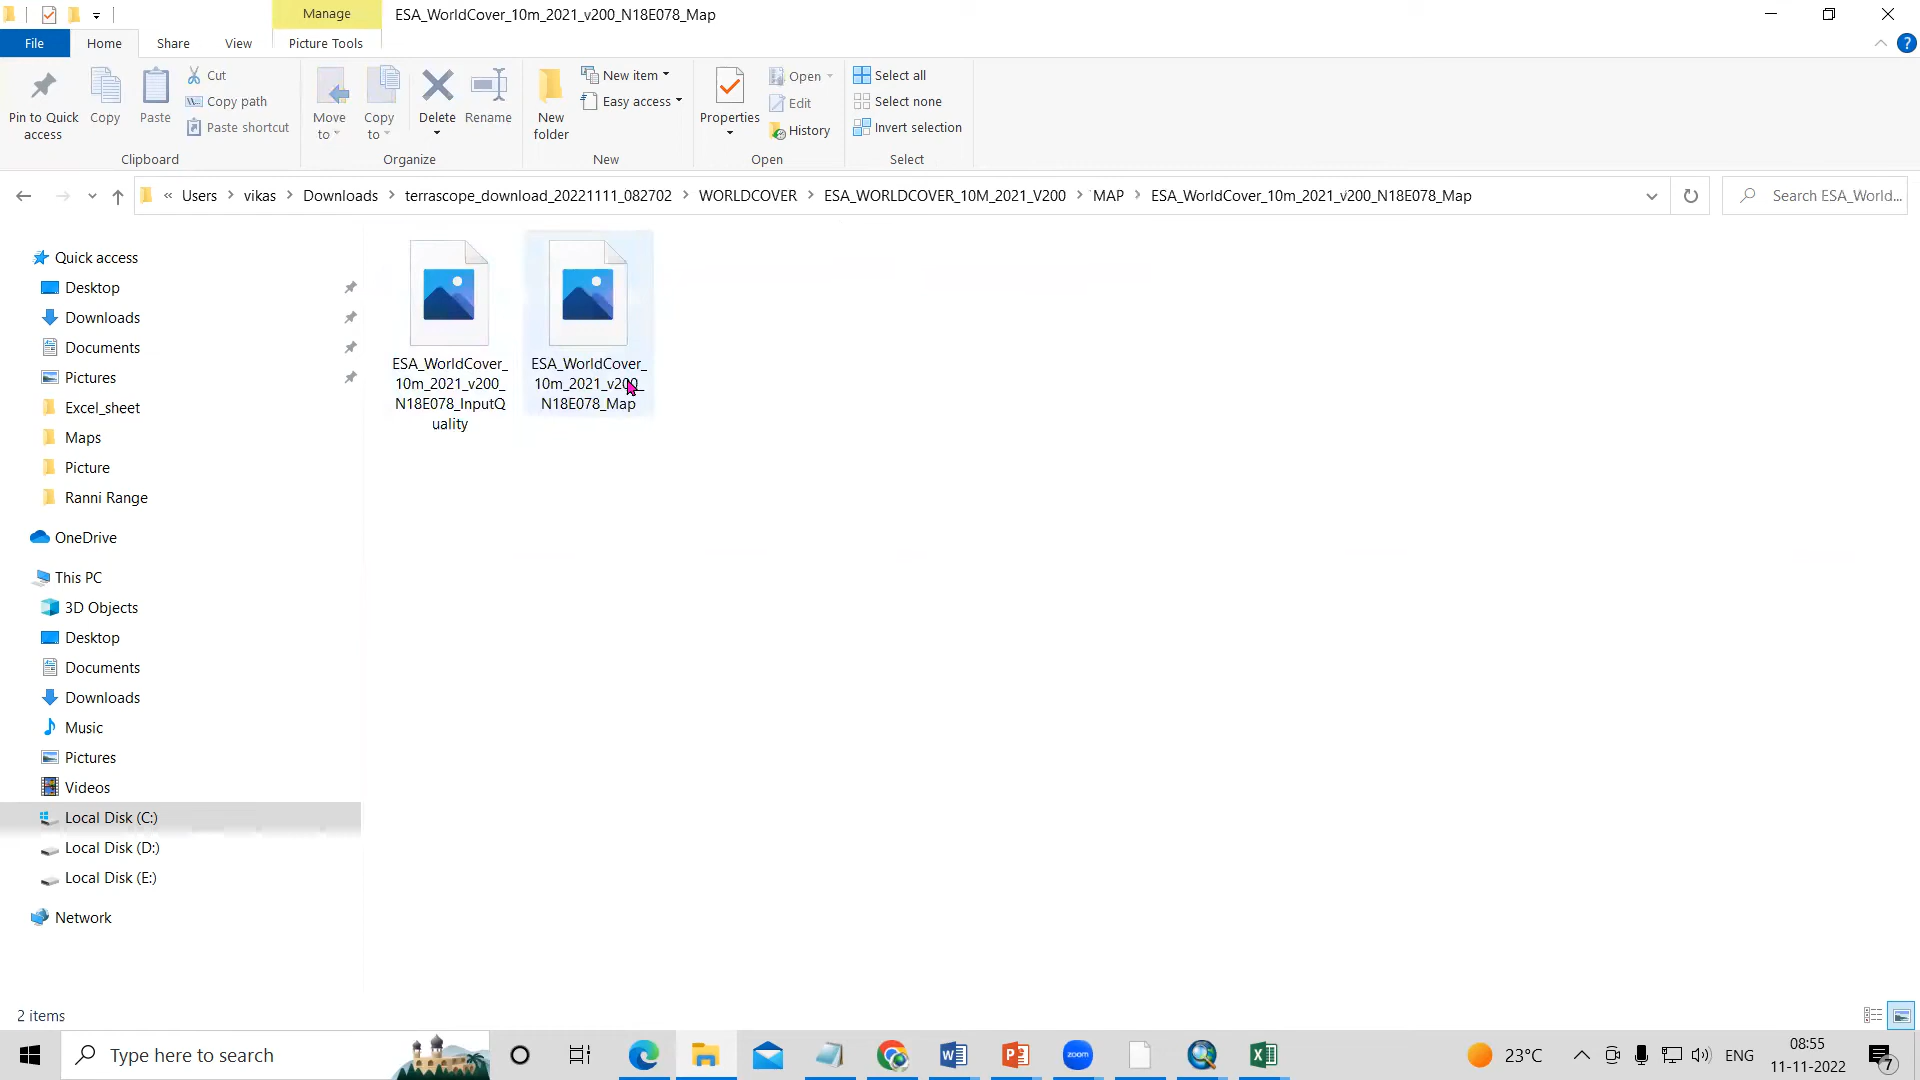 Manage
ESA_WorldCover_10m_2021_v200_N18E078_Map
File
Home
Share
View
Picture Tools
Pin to Quick
access
Copy
Paste
Cut
Copy path
Paste shortcut
Clipboard
Move
to
Copy
to
Delete
Rename
Organize
New
folder
New item
Easy access
New
Properties
Open
Edit
History
Open
Select all
Select none
Invert selection
Select
« Users > vikas > Downloads > terrascope_download_20221111_082702 > WORLDCOVER > ESA_WORLDCOVER_10M_2021_V200 > MAP > ESA_WorldCover_10m_2021_v200_N18E078_Map
Search ESA_World...
Quick access
Desktop
Downloads
Documents
Pictures
Excel_sheet
Maps
Picture
Ranni Range
OneDrive
This PC
3D Objects
Desktop
Documents
Downloads
Music
Pictures
Videos
Local Disk (C:)
Local Disk (D:)
Local Disk (E:)
Network
ESA_WorldCover_
10m_2021_v200_
N18E078_InputQ
uality
ESA_WorldCover_
10m_2021_v200_
N18E078_Map
2 items
Type here to search
zoom
23°C
ENG
08:55
11-11-2022
7